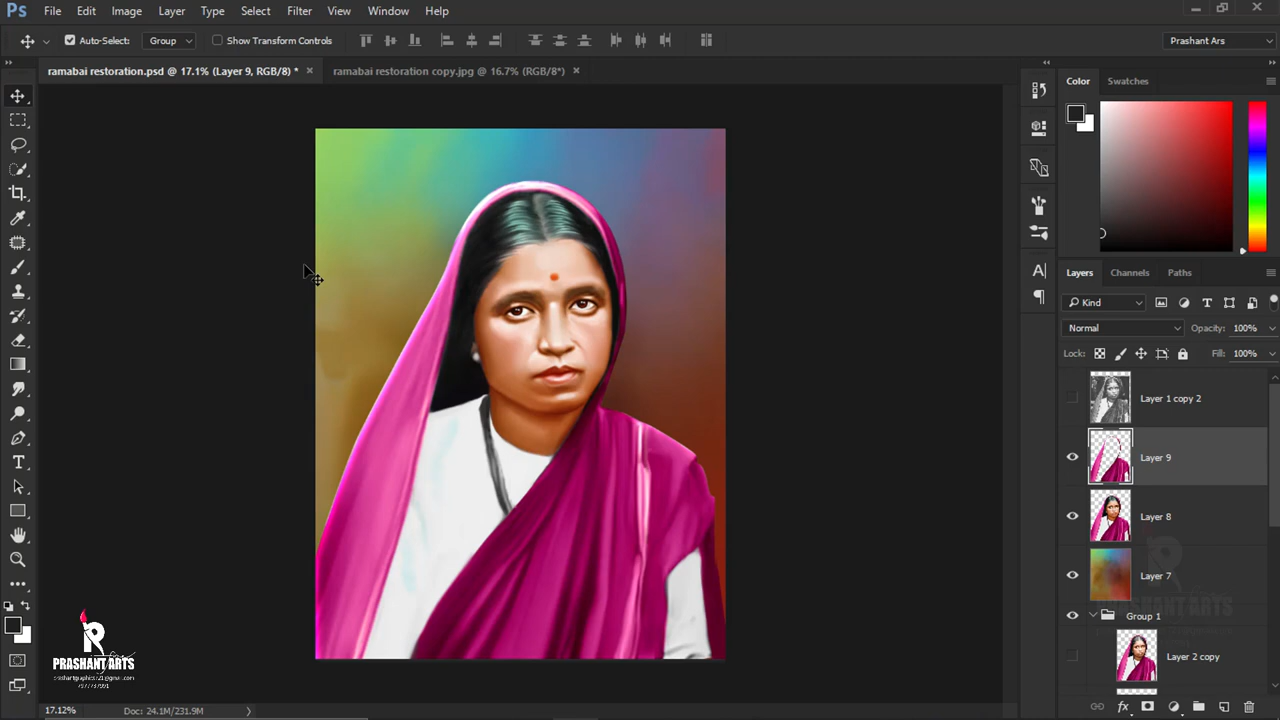 Ps File Edit Image Layer Type Select Filter View Window Help
Auto-Select: Group Show Transform Controls Prashant Ars
ramabai restoration.psd @ 17.1% (Layer 9, RGB/8) * × ramabai restoration copy.jpg @ 16.7% (RGB/8*) ×
Color Swatches
Layers Channels Paths
Kind
Normal Opacity: 100%
Lock: Fill: 100%
Layer 1 copy 2
Layer 9
Layer 8
Layer 7
PRASHANT ARTS
Group 1
Layer 2 copy
PRASHANT ARTS
17.12% Doc: 24.1M/231.9M